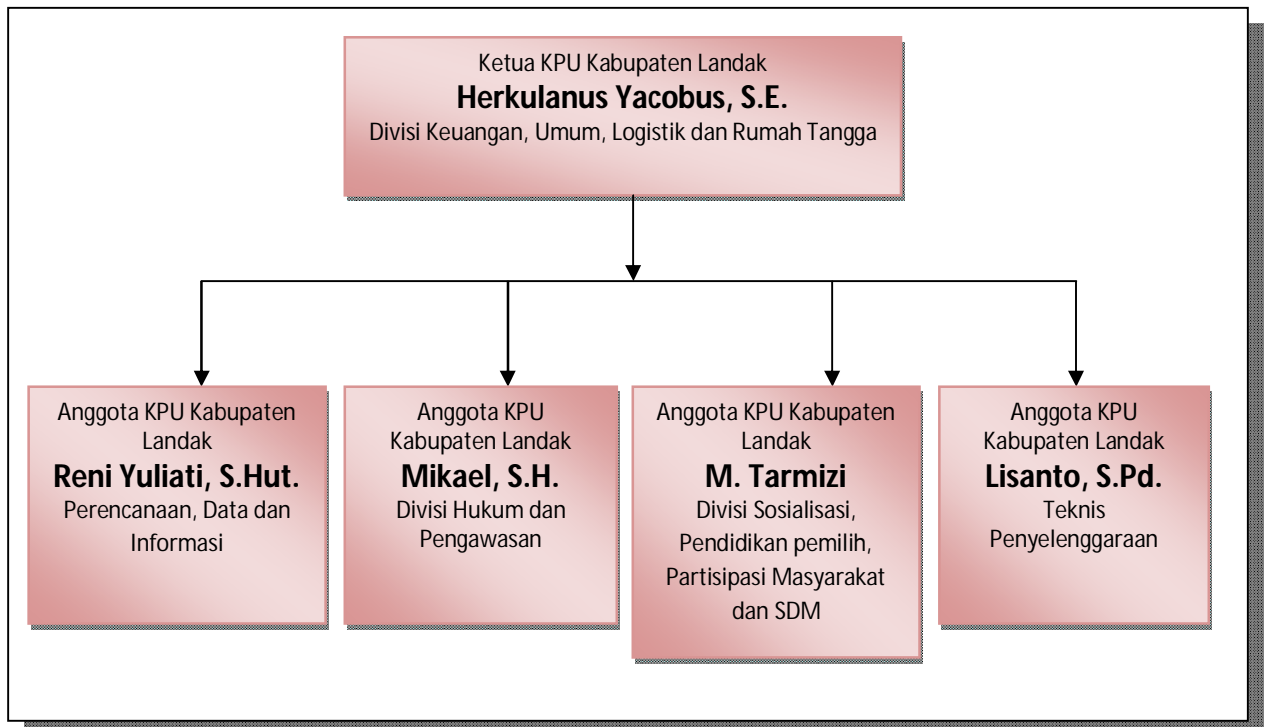 Ketua KPU Kabupaten Landak
Herkulanus Yacobus, S.E.
Divisi Keuangan, Umum, Logistik dan Rumah Tangga
Anggota KPU Kabupaten
Landak
Reni Yuliati, S.Hut.
Perencanaan, Data dan
Informasi
Anggota KPU
Kabupaten Landak
Mikael, S.H.
Divisi Hukum dan
Pengawasan
Anggota KPU Kabupaten
Landak
M. Tarmizi
Divisi Sosialisasi,
Pendidikan pemilih,
Partisipasi Masyarakat
dan SDM
Anggota KPU
Kabupaten Landak
Lisanto, S.Pd.
Teknis
Penyelenggaraan